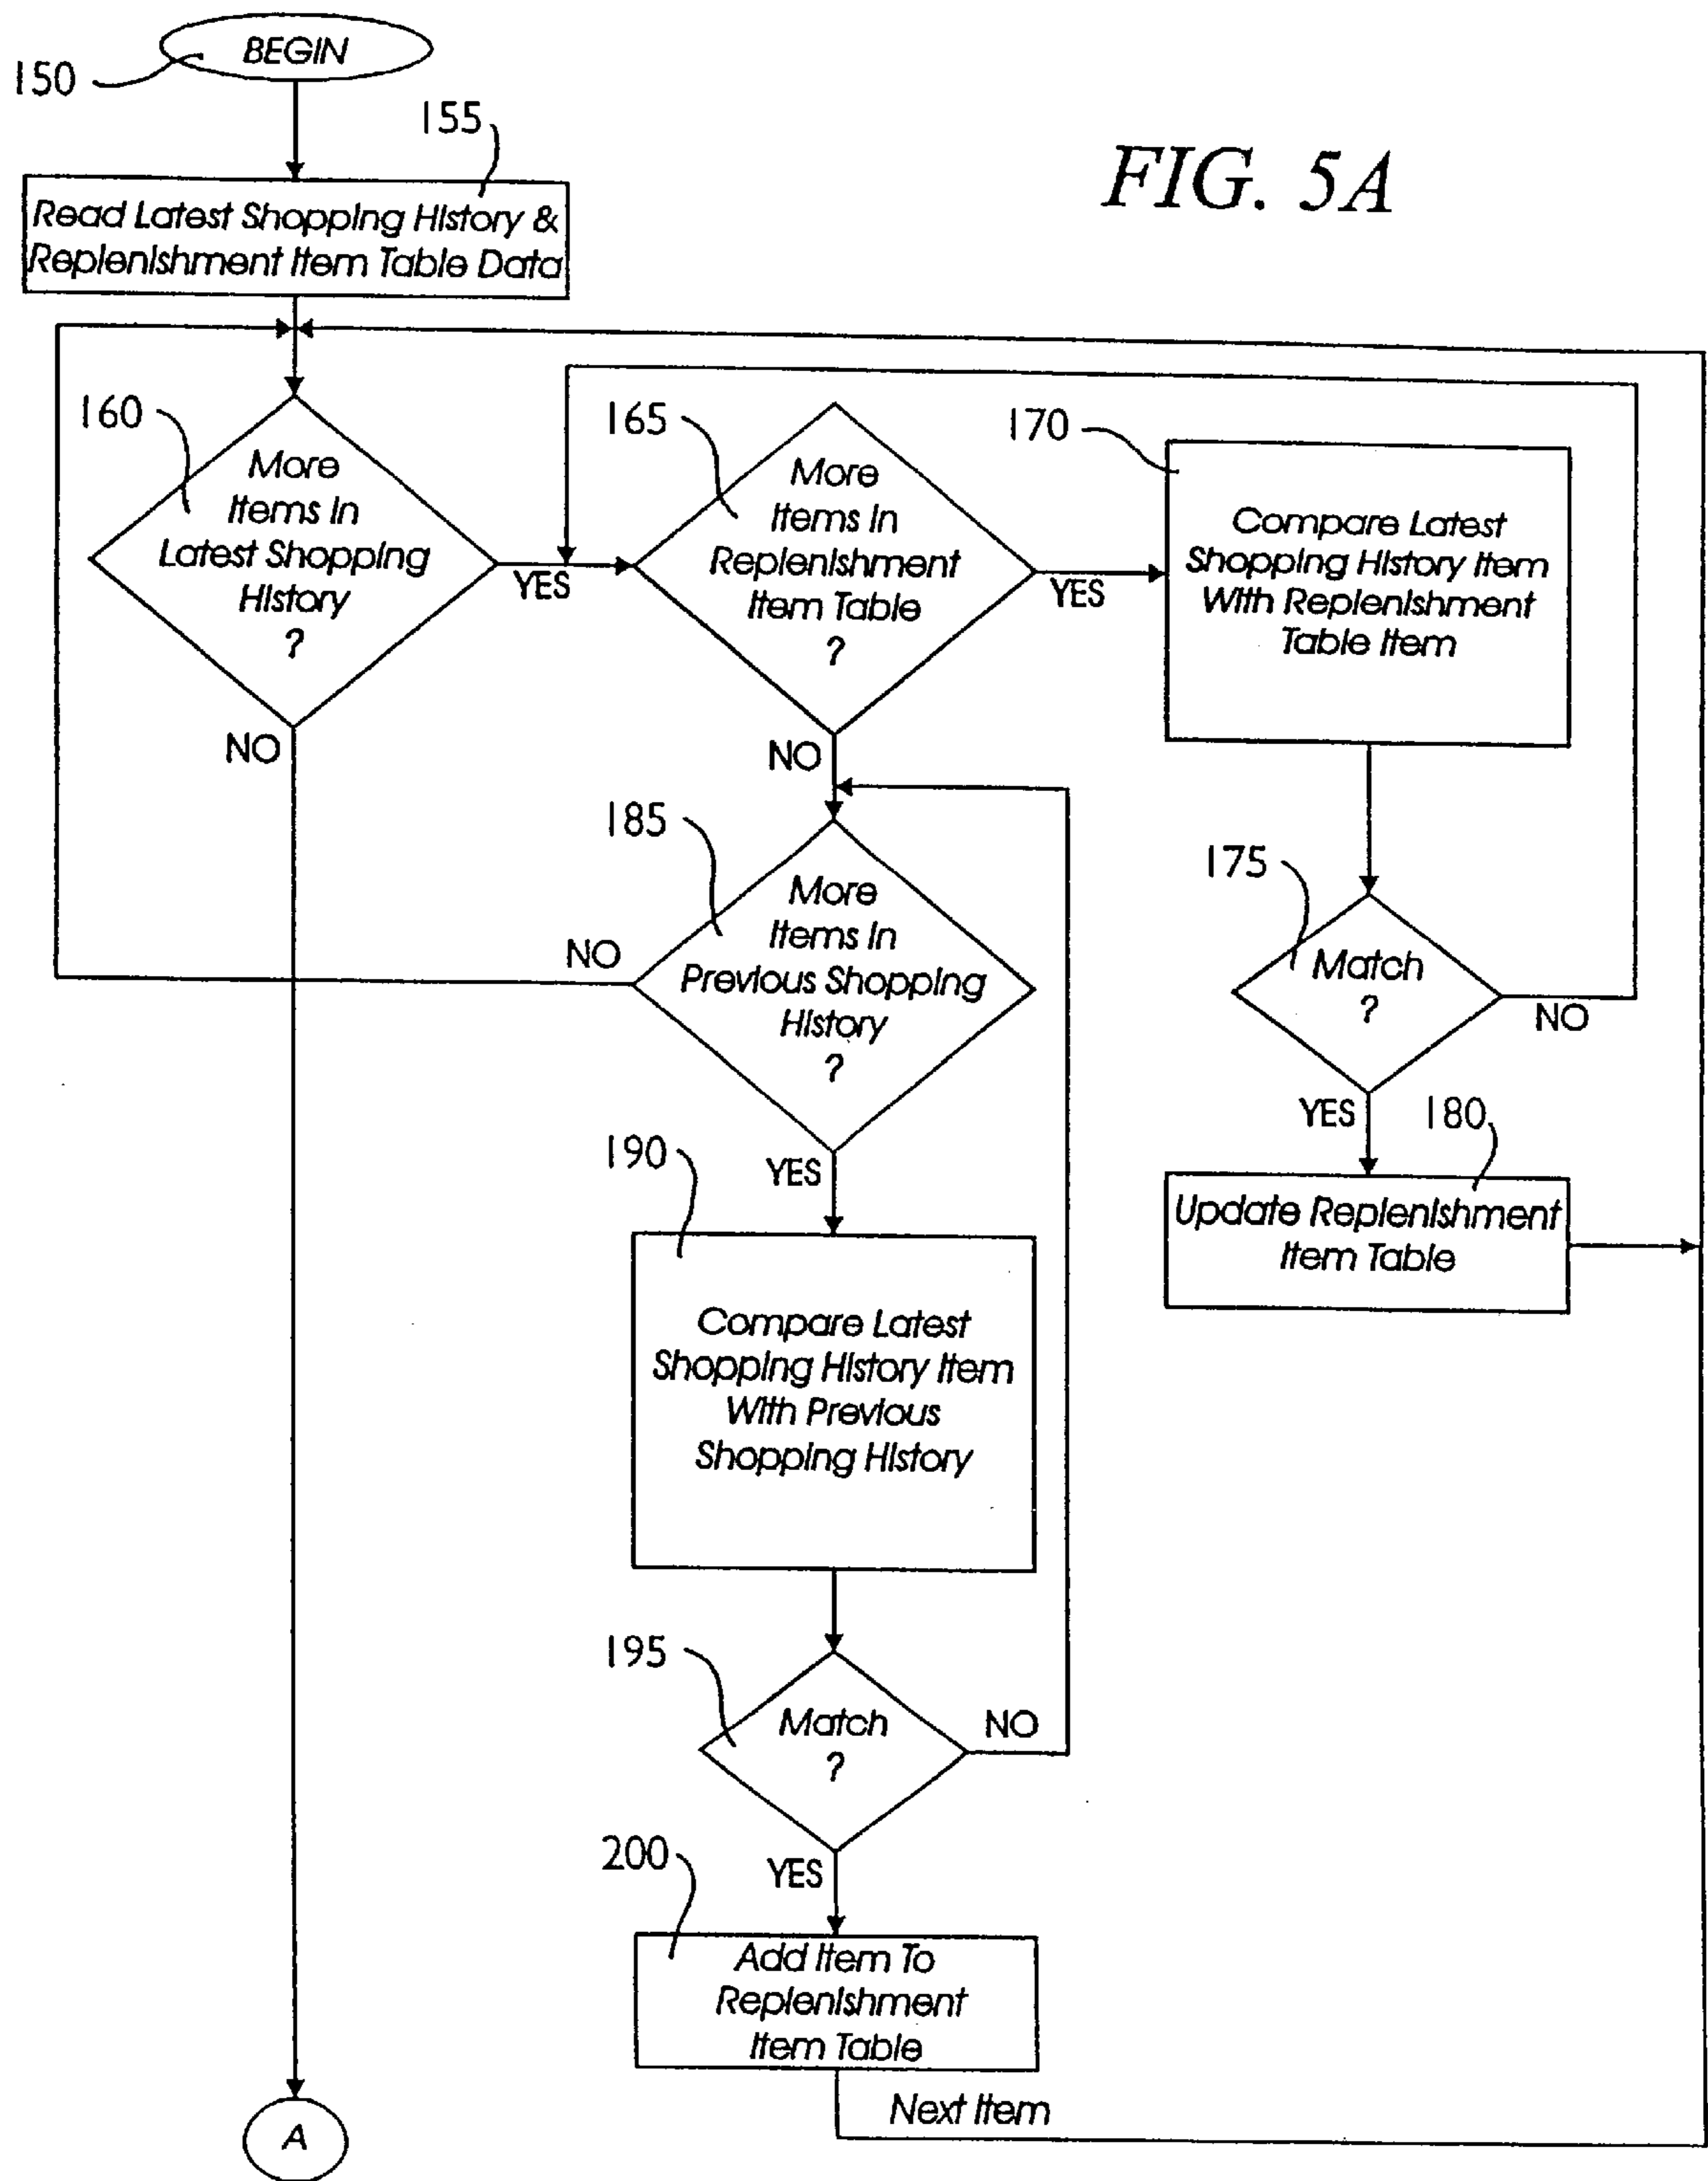 BEGIN
150
155
FIG. 5A
Read Latest Shopping History &
Replenishment Item Table Data
160
More
Items In
Latest Shopping
History
?
YES
NO
165
More
Items In
Replenishment
Item Table
?
YES
NO
170
Compare Latest
Shopping History Item
With Replenishment
Table Item
175
Match
?
NO
YES
180
Update Replenishment
Item Table
185
More
Items In
Previous Shopping
History
?
NO
YES
190
Compare Latest
Shopping History Item
With Previous
Shopping History
195
Match
?
NO
YES
200
Add Item To
Replenishment
Item Table
Next Item
A